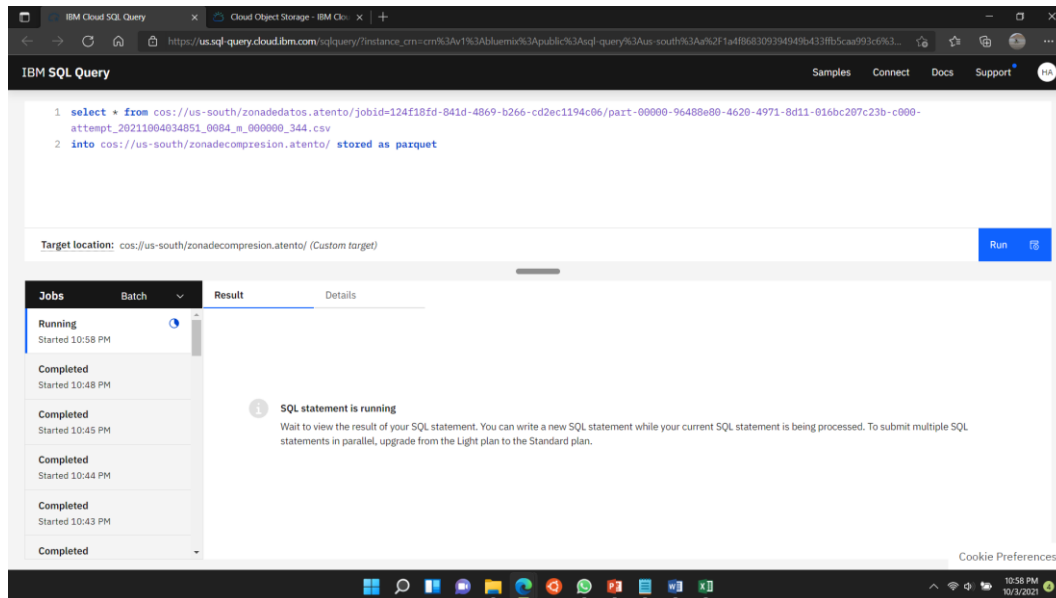 IBM Cloud SQL Query
Cloud Object Storage - IBM Clou
https://us.sql-query.cloud.ibm.com/sqlquery/?instance_crn=crn%3Av1%3Abluemix%3Apublic%3Asql-query%3Aus-south%3Aa%2F1a4f868309394949b433ffb5caa993c6%3...
IBM SQL Query
Samples Connect Docs Support HA
1 select * from cos://us-south/zonadedatos.atento/jobid=124f18fd-841d-4869-b266-cd2ec1194c06/part-00000-96488e80-4620-4971-8d11-016bc207c23b-c000-
attempt_20211004034851_0084_m_000000_344.csv
2 into cos://us-south/zonadecompresion.atento/ stored as parquet
Target location: cos://us-south/zonadecompresion.atento/ (Custom target)
Run
Jobs Batch
Result Details
Running
Started 10:58 PM
Completed
Started 10:48 PM
Completed
Started 10:45 PM
Completed
Started 10:44 PM
Completed
Started 10:43 PM
Completed
SQL statement is running
Wait to view the result of your SQL statement. You can write a new SQL statement while your current SQL statement is being processed. To submit multiple SQL
statements in parallel, upgrade from the Light plan to the Standard plan.
Cookie Preferences
10:58 PM
10/3/2021
4